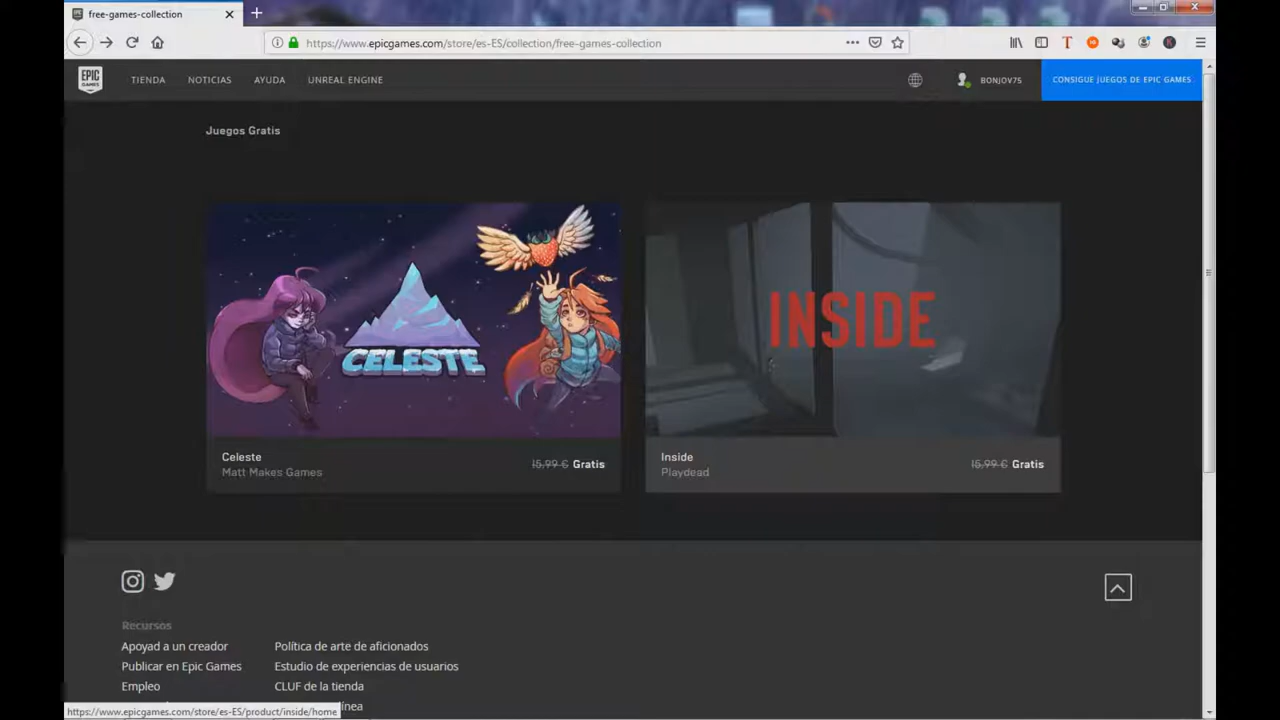 free-games-collection
https://www.epicgames.com/store/es-ES/collection/free-games-collection
EPIC GAMES
TIENDA
NOTICIAS
AYUDA
UNREAL ENGINE
BONJOV75
CONSIGUE JUEGOS DE EPIC GAMES
Juegos Gratis
CELESTE
INSIDE
Celeste
Matt Makes Games
15,99 € Gratis
Inside
Playdead
15,99 € Gratis
Recursos
Apoyad a un creador
Política de arte de aficionados
Publicar en Epic Games
Estudio de experiencias de usuarios
Empleo
CLUF de la tienda
https://www.epicgames.com/store/es-ES/product/inside/home